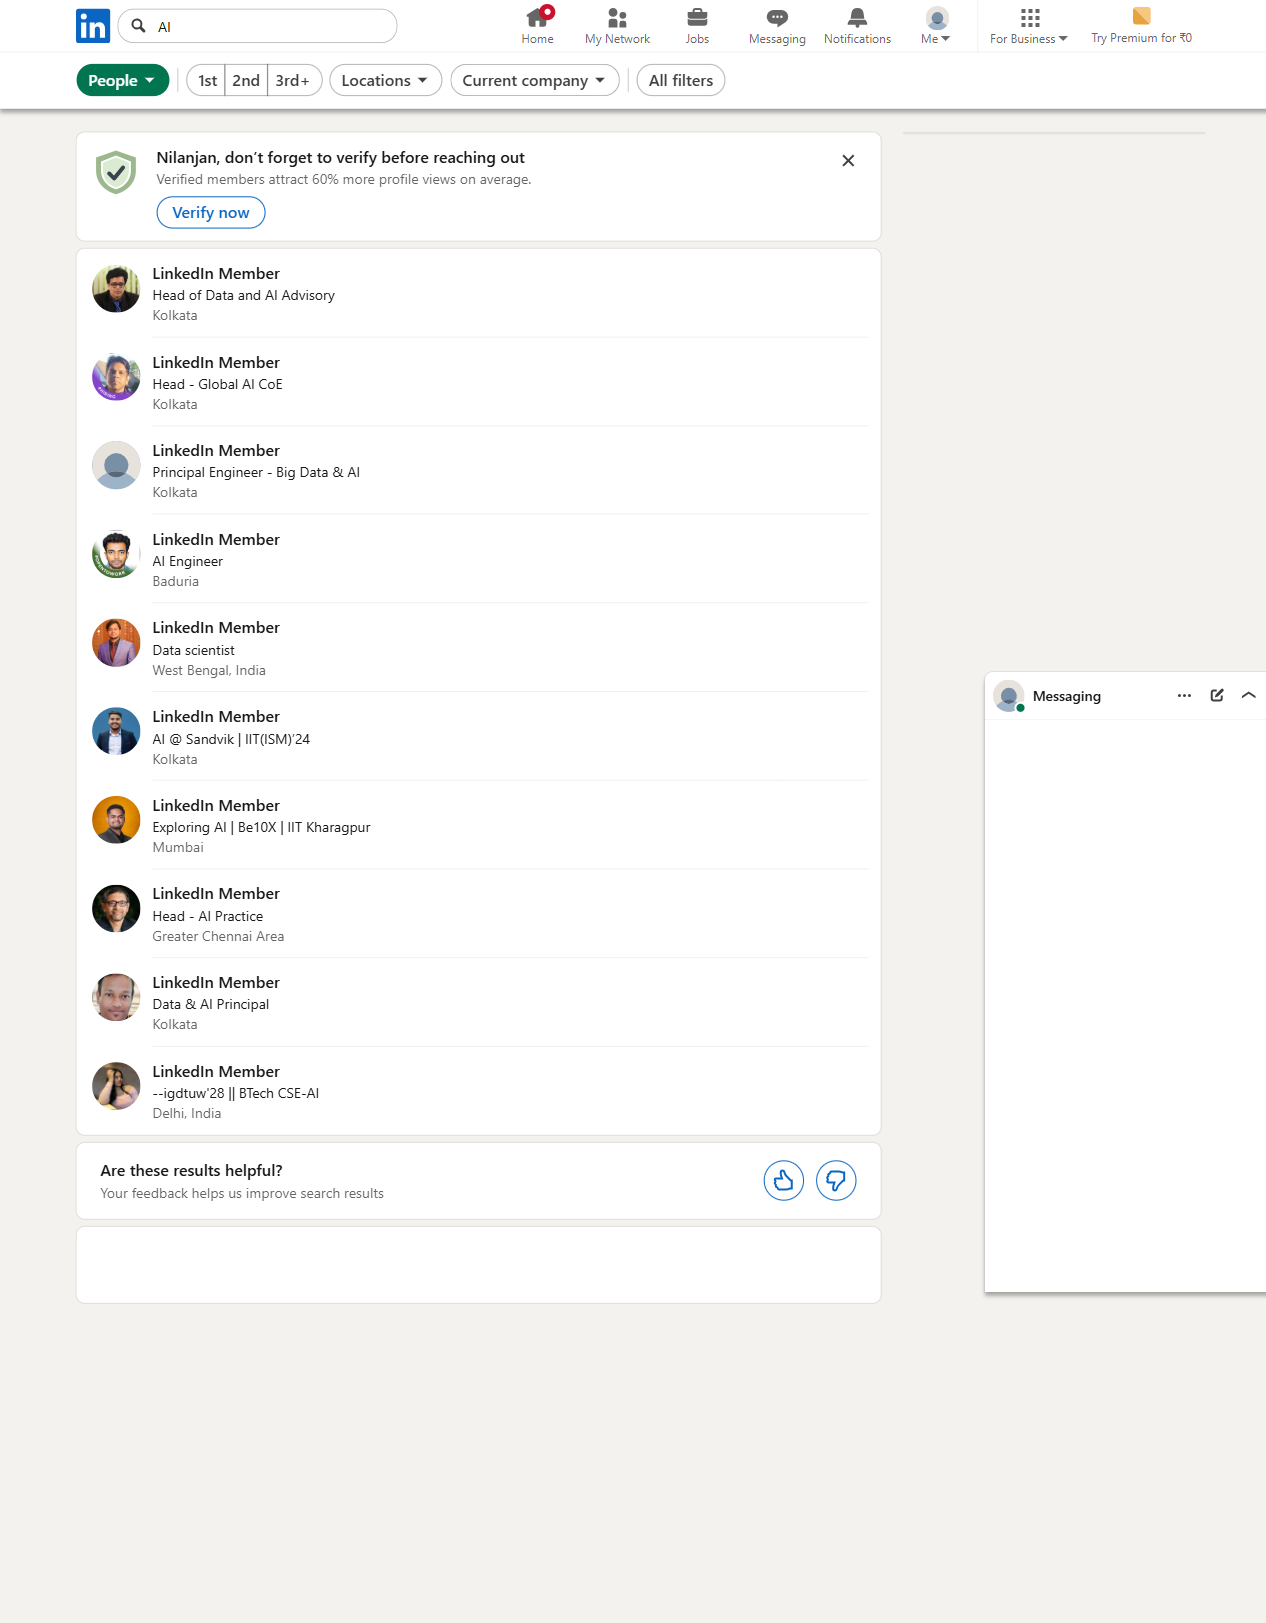 in
AI
Home
My Network
Jobs
Messaging
Notifications
Me
For Business
Try Premium for ₹0
People
1st
2nd
3rd+
Locations
Current company
All filters
Nilanjan, don’t forget to verify before reaching out
Verified members attract 60% more profile views on average.
Verify now
LinkedIn Member
Head of Data and AI Advisory
Kolkata
LinkedIn Member
Head - Global AI CoE
Kolkata
LinkedIn Member
Principal Engineer - Big Data & AI
Kolkata
LinkedIn Member
AI Engineer
Baduria
LinkedIn Member
Data scientist
West Bengal, India
LinkedIn Member
AI @ Sandvik | IIT(ISM)’24
Kolkata
LinkedIn Member
Exploring AI | Be10X | IIT Kharagpur
Mumbai
LinkedIn Member
Head - AI Practice
Greater Chennai Area
LinkedIn Member
Data & AI Principal
Kolkata
LinkedIn Member
--igdtuw'28 || BTech CSE-AI
Delhi, India
Messaging
Are these results helpful?
Your feedback helps us improve search results